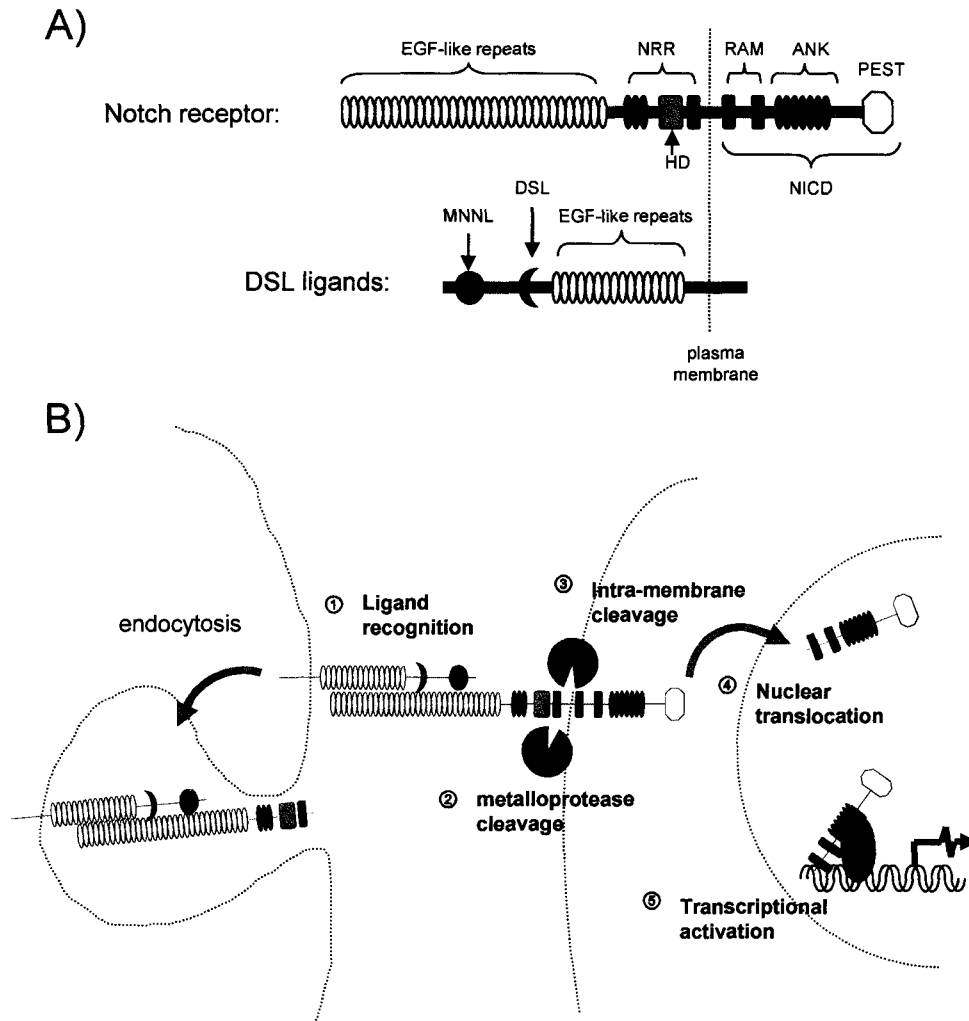 A)
EGF-like repeats
NRR
RAM
ANK
PEST
Notch receptor:
HD
NICD
DSL
MNNL
EGF-like repeats
DSL ligands:
plasma
membrane
B)
endocytosis
① Ligand
recognition
③ Intra-membrane
cleavage
② metalloprotease
cleavage
④ Nuclear
translocation
⑤ Transcriptional
activation